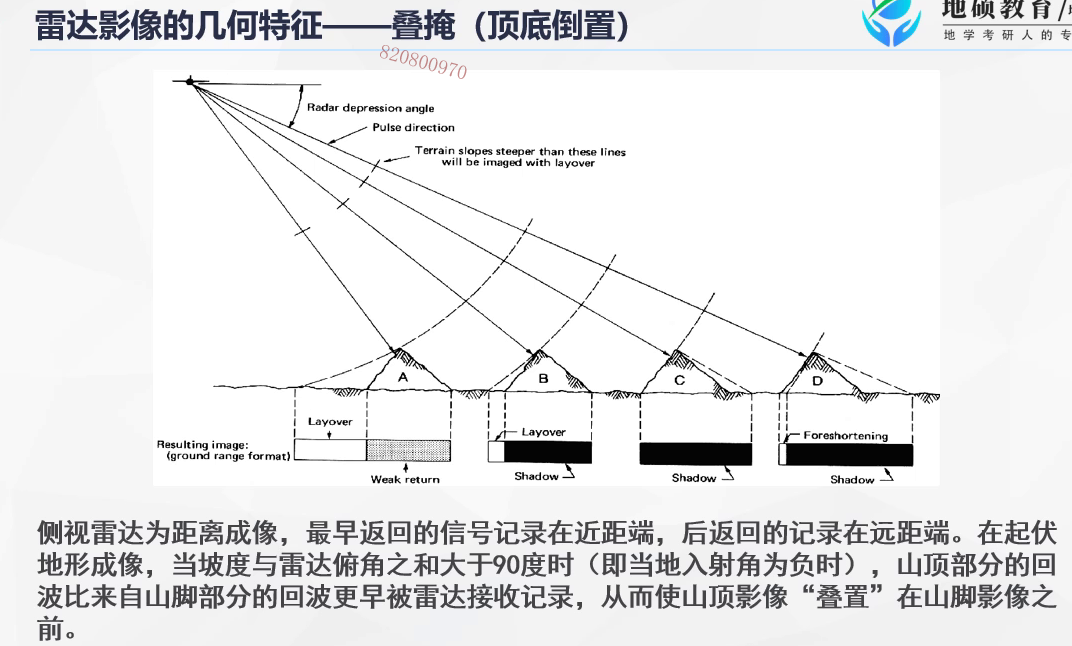 雷达影像的几何特征——叠掩（顶底倒置）
地硕教育/
地学考研人的专
820800970
Radar depression angle
Pulse direction
Terrain slopes steeper than these lines
will be imaged with layover
A
B
C
D
Layover
Layover
Foreshortening
Resulting image:
(ground range format)
Weak return
Shadow
Shadow
Shadow
侧视雷达为距离成像，最早返回的信号记录在近距端，后返回的记录在远距端。在起伏
地形成像，当坡度与雷达俯角之和大于90度时（即当地入射角为负时），山顶部分的回
波比来自山脚部分的回波更早被雷达接收记录，从而使山顶影像“叠置”在山脚影像之
前。